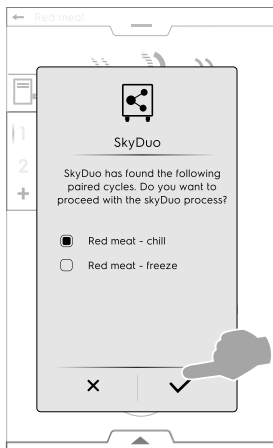 ← Red meat
SkyDuo
SkyDuo has found the following
paired cycles. Do you want to
proceed with the skyDuo process?
Red meat - chill
Red meat - freeze
1
2
+